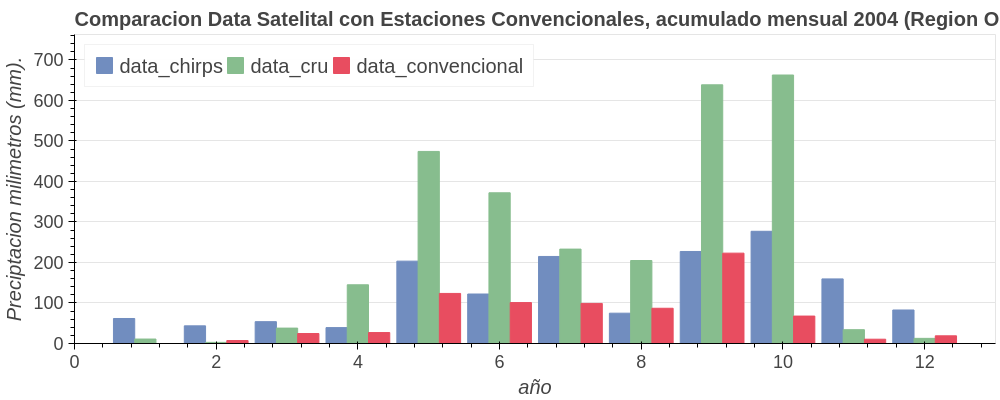 Comparacion Data Satelital con Estaciones Convencionales, acumulado mensual 2004 (Region O
data_chirps data_cru data_convencional
Preciptacion milimetros (mm).
700
600
500
400
300
200
100
0
0 2 4 6 8 10 12
año